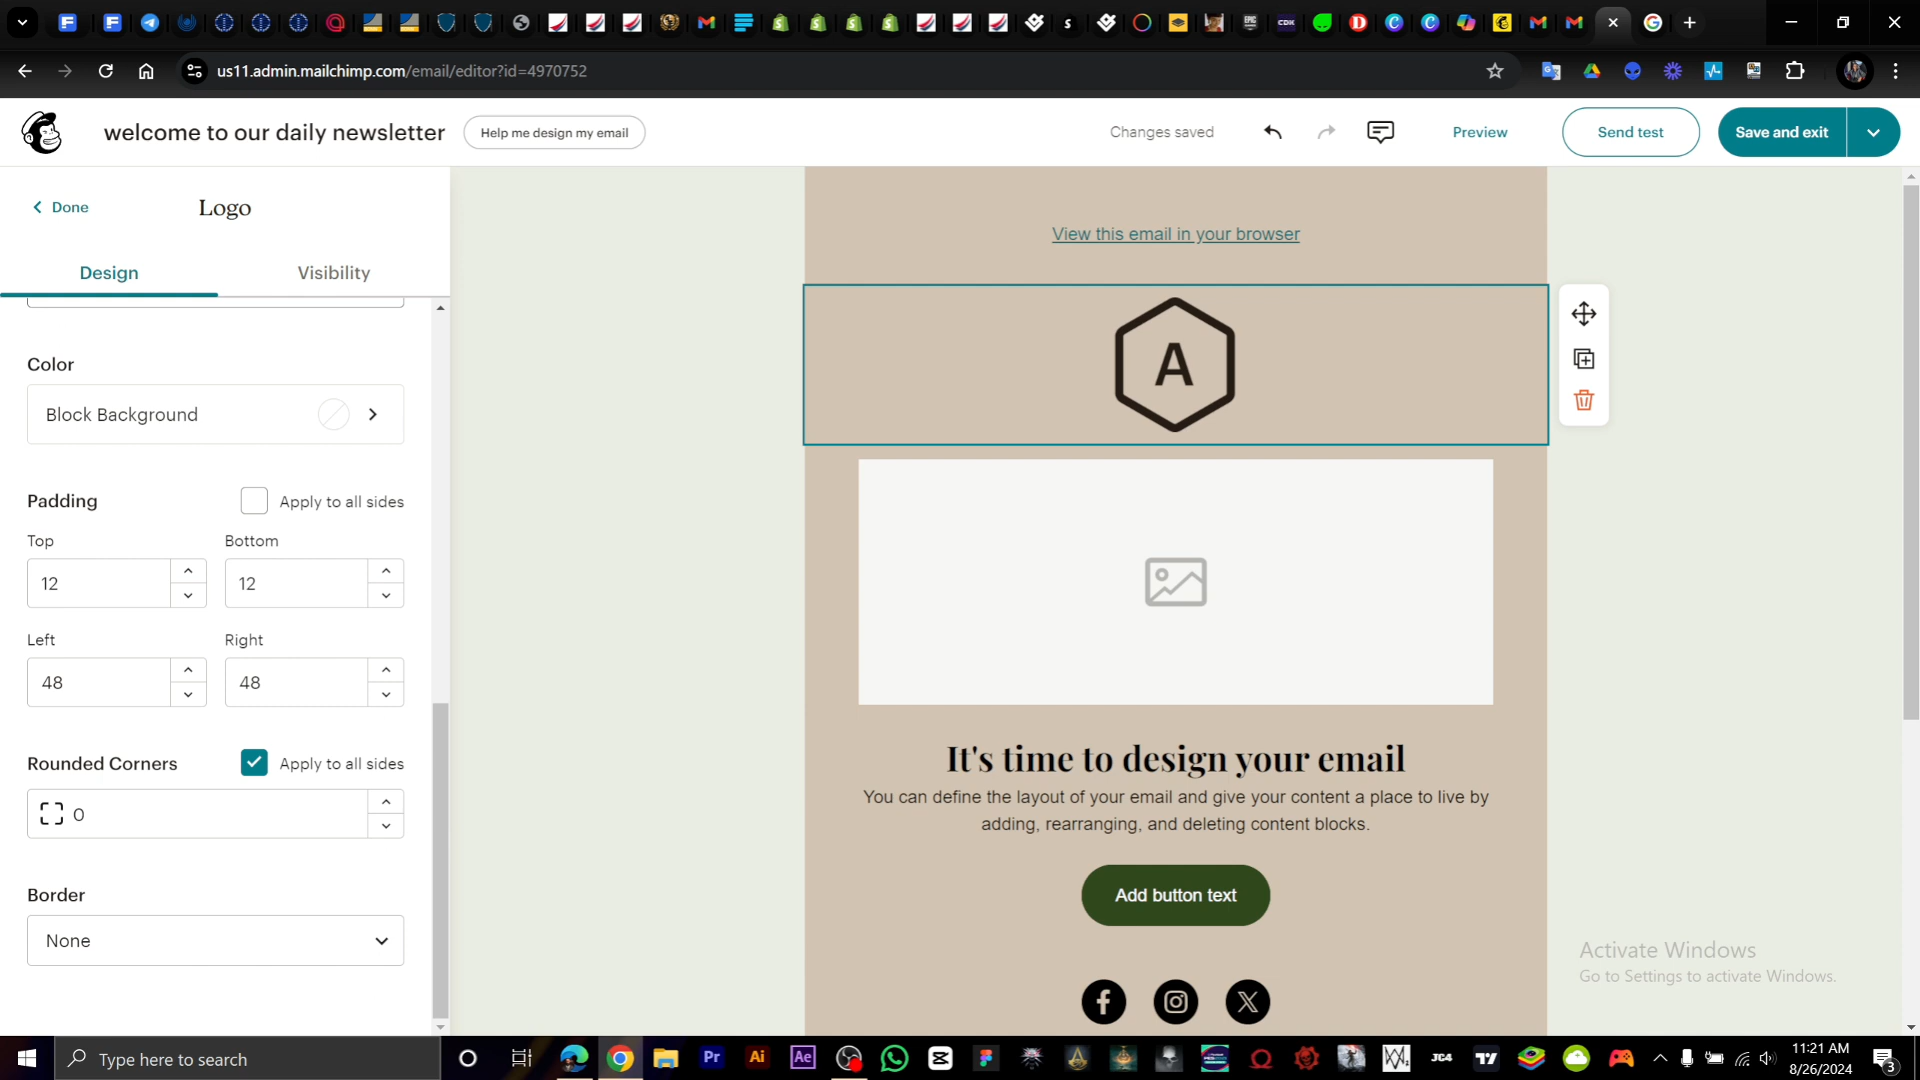 us11.admin.mailchimp.com/email/editor?id=4970752
welcome to our daily newsletter
Help me design my email
Changes saved
Preview
Send test
Save and exit
Done
Logo
Design
Visibility
Color
Block Background
Padding
Apply to all sides
Top
Bottom
12
12
Left
Right
48
48
Rounded Corners
Apply to all sides
0
Border
None
View this email in your browser
A
It's time to design your email
You can define the layout of your email and give your content a place to live by
adding, rearranging, and deleting content blocks.
Add button text
Activate Windows
Go to Settings to activate Windows.
Type here to search
Pr
Ai
Ae
JC4
11:21 AM
8/26/2024
3